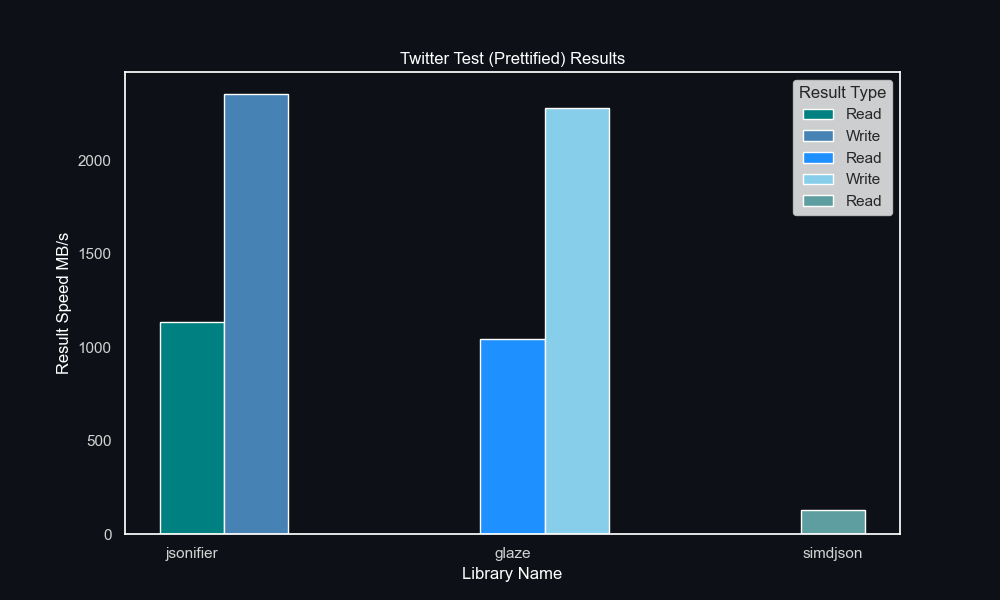 Twitter Test (Prettified) Results
Result Type
Read
Write
Read
Write
Read
Result Speed MB/s
2000
1500
1000
500
0
jsonifier
glaze
simdjson
Library Name